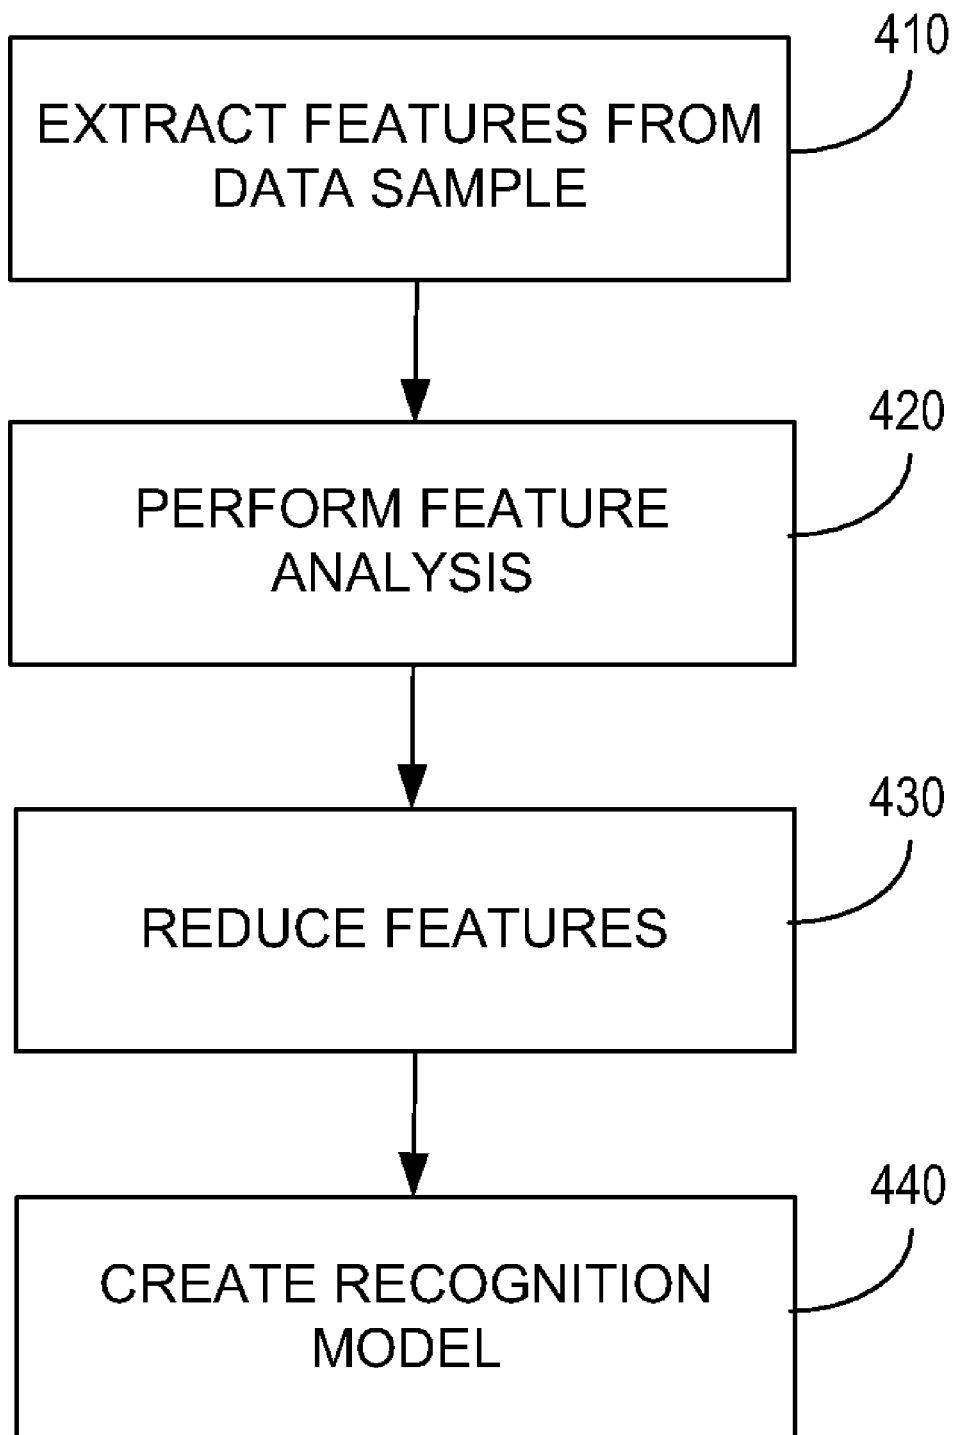 410
EXTRACT FEATURES FROM
DATA SAMPLE
420
PERFORM FEATURE
ANALYSIS
430
REDUCE FEATURES
440
CREATE RECOGNITION
MODEL